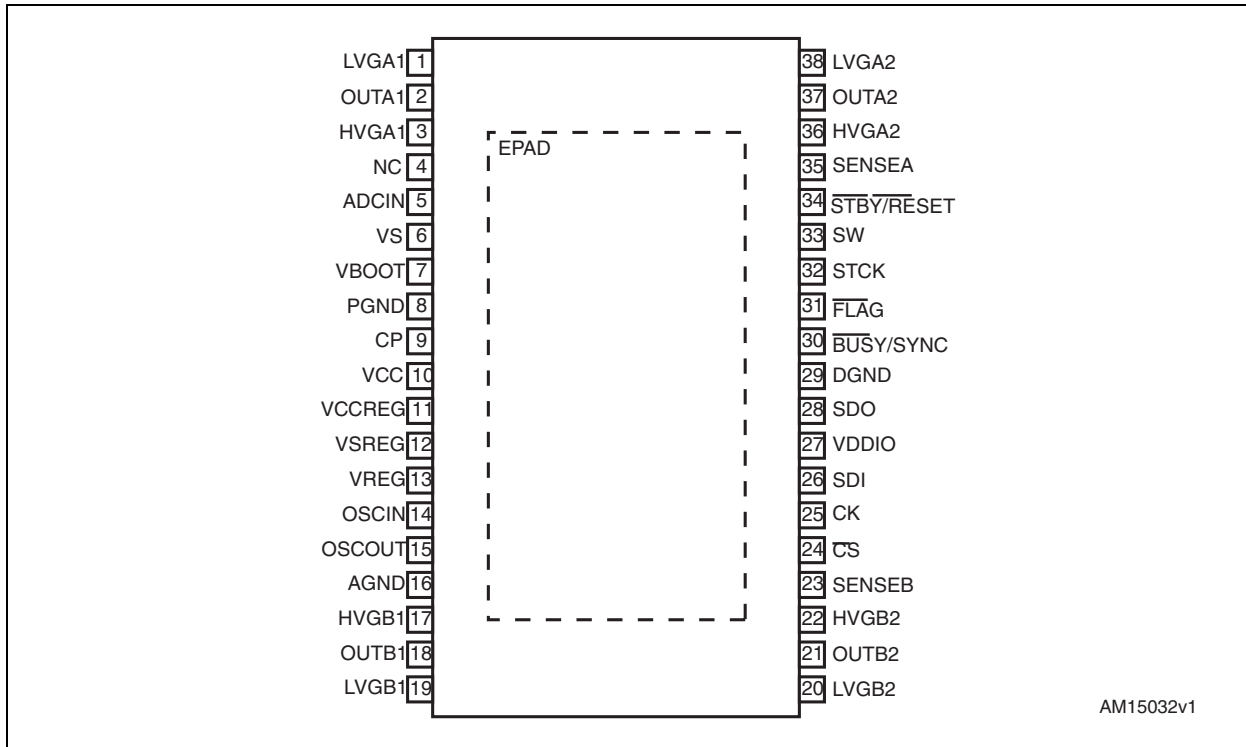 LVGA1 1 38 LVGA2
OUTA1 2 37 OUTA2
HVGA1 3 36 HVGA2
EPAD
NC 4 35 SENSEA
ADCIN 5 34 STBY/RESET
VS 6 33 SW
VBOOT 7 32 STCK
PGND 8 31 FLAG
CP 9 30 BUSY/SYNC
VCC 10 29 DGND
VCCREG 11 28 SDO
VSREG 12 27 VDDIO
VREG 13 26 SDI
OSCIN 14 25 CK
OSCOUT 15 24 CS
AGND 16 23 SENSEB
HVGB1 17 22 HVGB2
OUTB1 18 21 OUTB2
LVGB1 19 20 LVGB2
AM15032v1